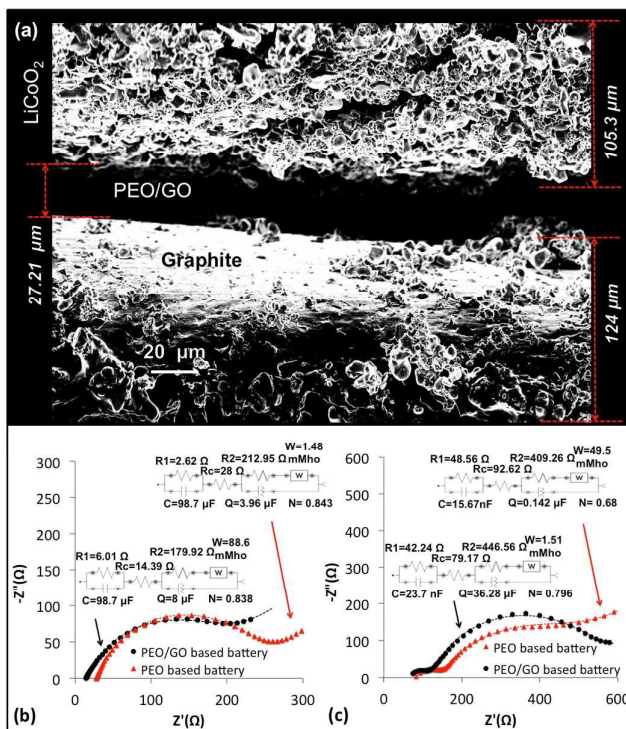 (a)
LiCoO2
PEO/GO
Graphite
20 µm
105.3 µm
27.21 µm
124 µm
300
250
200
150
100
50
0
-Z"(Ω)
0
100
200
300
Z'(Ω)
(b)
W=1.48
mMho
R1=2.62 Ω
Rc=28 Ω
R2=212.95 Ω
C=98.7 µF
Q=3.96 µF
N= 0.843
W=88.6
mMho
R1=6.01 Ω
Rc=14.39 Ω
R2=179.92 Ω
C=98.7 µF
Q=8 µF
N= 0.838
PEO/GO based battery
PEO based battery
600
500
400
300
200
100
0
-Z"(Ω)
0
200
400
600
Z'(Ω)
(c)
W=49.5
mMho
R1=48.56 Ω
Rc=92.62 Ω
R2=409.26 Ω
C=15.67nF
Q=0.142 µF
N= 0.68
W=1.51
mMho
R1=42.24 Ω
Rc=79.17 Ω
R2=446.56 Ω
C=23.7 nF
Q=36.28 µF
N= 0.796
PEO based battery
PEO/GO based battery